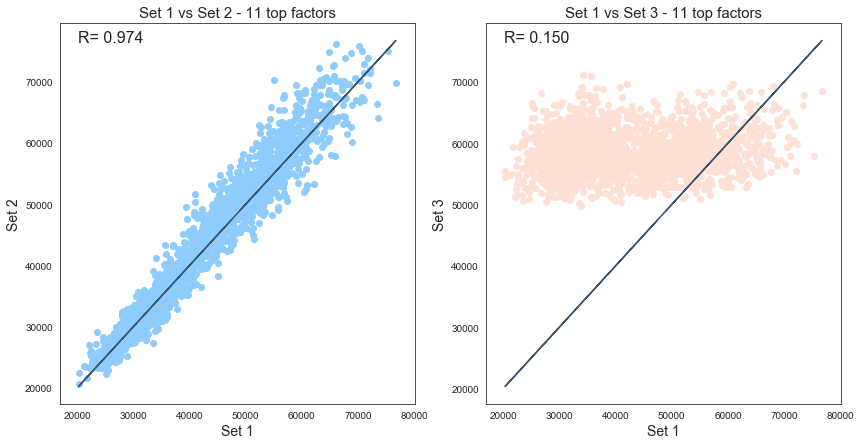 Set 1 vs Set 2 - 11 top factors
R= 0.974
70000
60000
50000
40000
30000
20000
Set 2
20000 30000 40000 50000 60000 70000 80000
Set 1
Set 1 vs Set 3 - 11 top factors
R= 0.150
70000
60000
50000
40000
30000
20000
Set 3
20000 30000 40000 50000 60000 70000 80000
Set 1